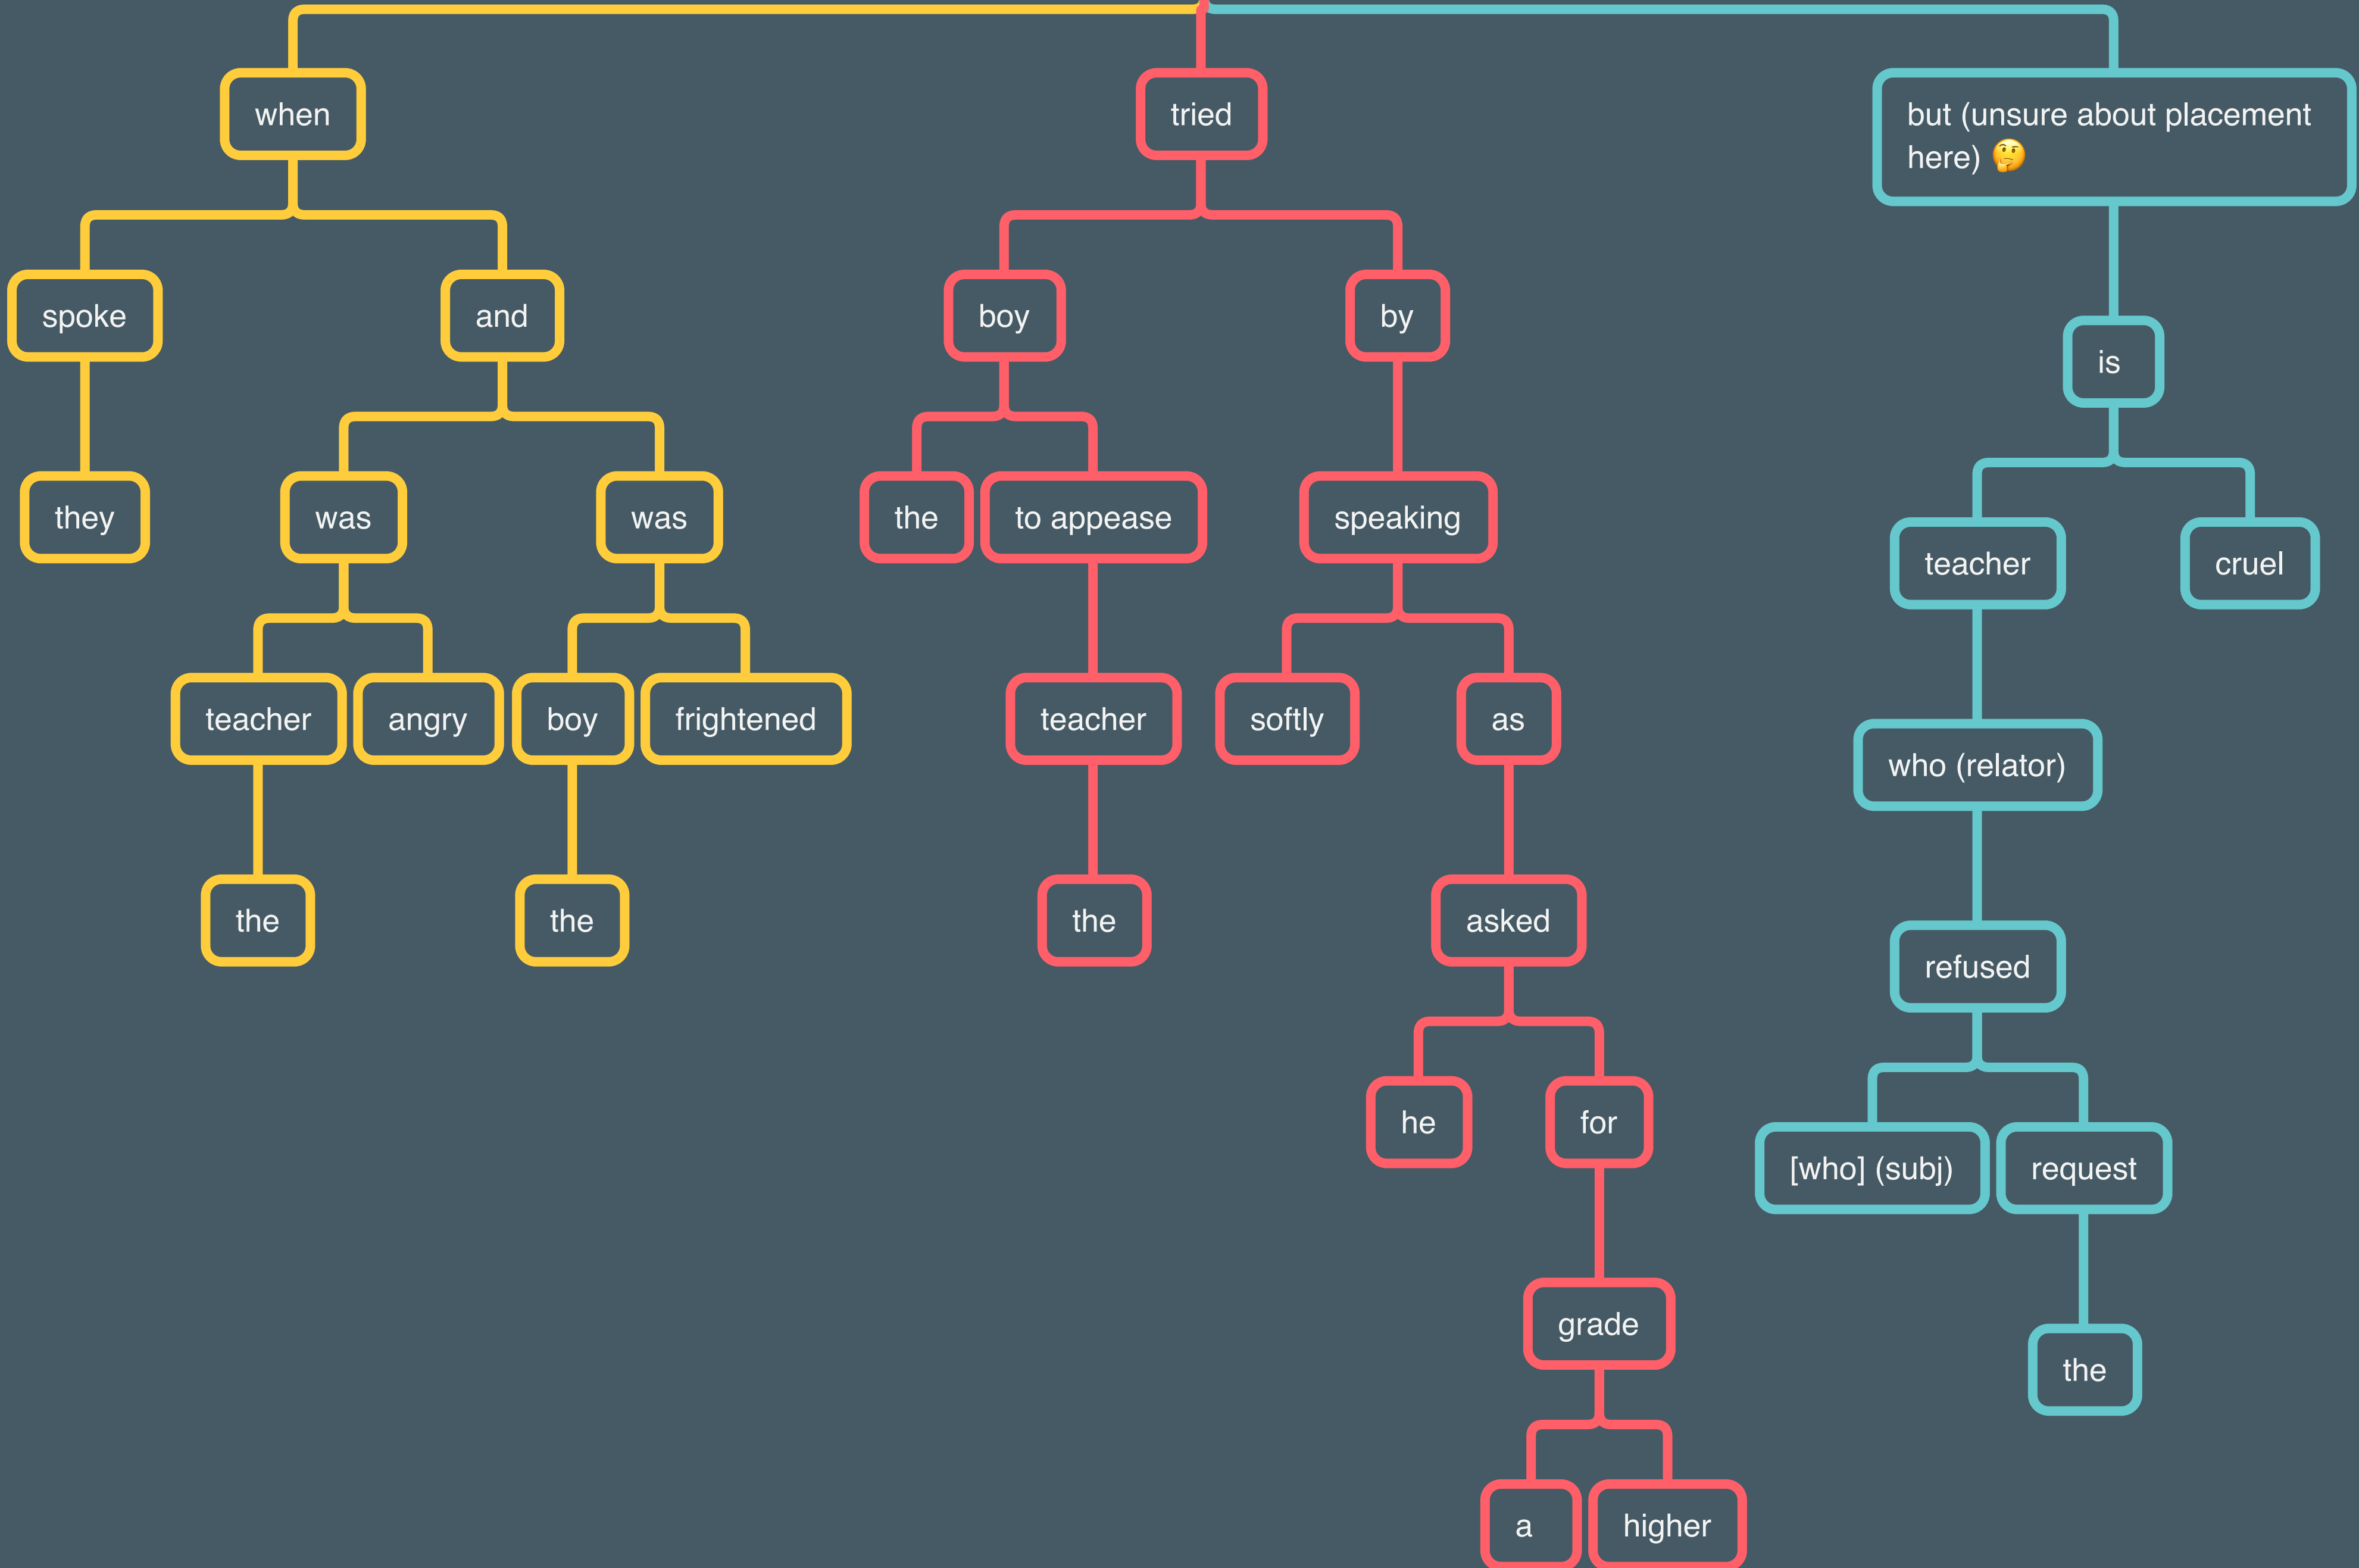 when
tried
but (unsure about placement
here) 🤔
spoke
and
boy
by
is
they
was
was
the
to appease
speaking
teacher
cruel
teacher
angry
boy
frightened
teacher
softly
as
who (relator)
the
the
the
asked
refused
he
for
[who] (subj)
request
grade
the
a
higher